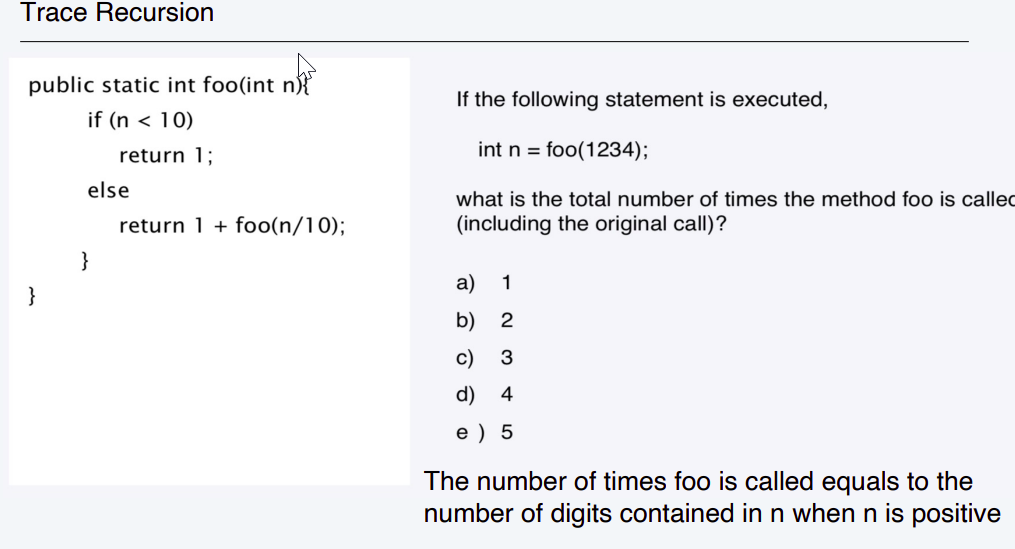 Trace Recursion
public static int foo(int n){
if (n < 10)
return 1;
else
return 1 + foo(n/10);
}
}
If the following statement is executed,
int n = foo(1234);
what is the total number of times the method foo is called
(including the original call)?
a) 1
b) 2
c) 3
d) 4
e ) 5
The number of times foo is called equals to the
number of digits contained in n when n is positive